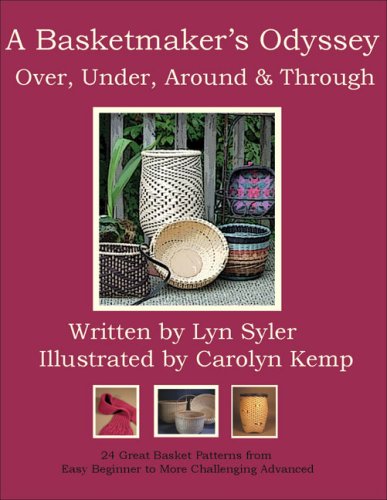 A Basketmaker's Odyssey
Over, Under, Around & Through
Written by Lyn Syler
Illustrated by Carolyn Kemp
24 Great Basket Patterns from
Easy Beginner to More Challenging Advanced